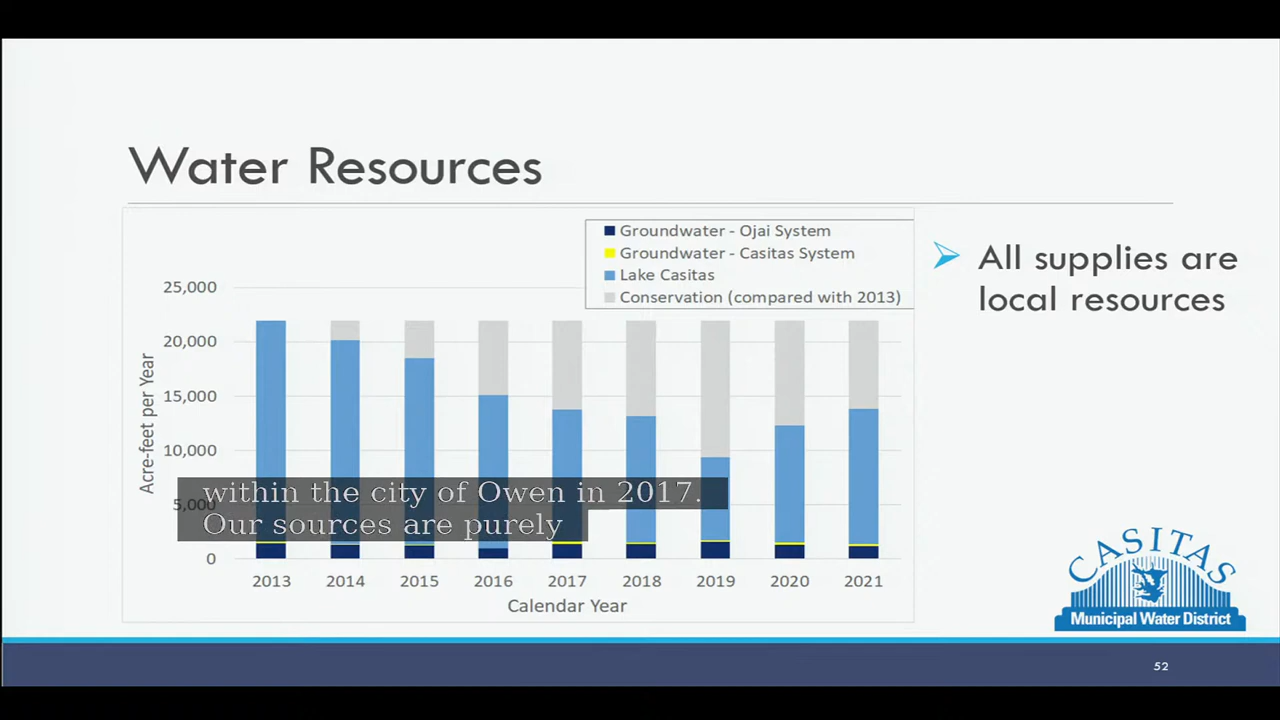 Water Resources
Groundwater - Ojai System
Groundwater - Casitas System
Lake Casitas
Conservation (compared with 2013)
All supplies are
local resources
Acre-feet per Year
25,000
20,000
15,000
10,000
5,000
0
within the city of Owen in 2017.
Our sources are purely
2013 2014 2015 2016 2017 2018 2019 2020 2021
Calendar Year
CASITAS
Municipal Water District
52